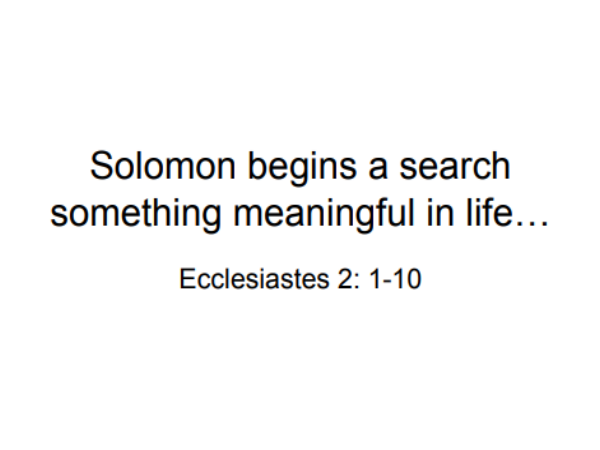 Solomon begins a search
something meaningful in life…
Ecclesiastes 2: 1-10